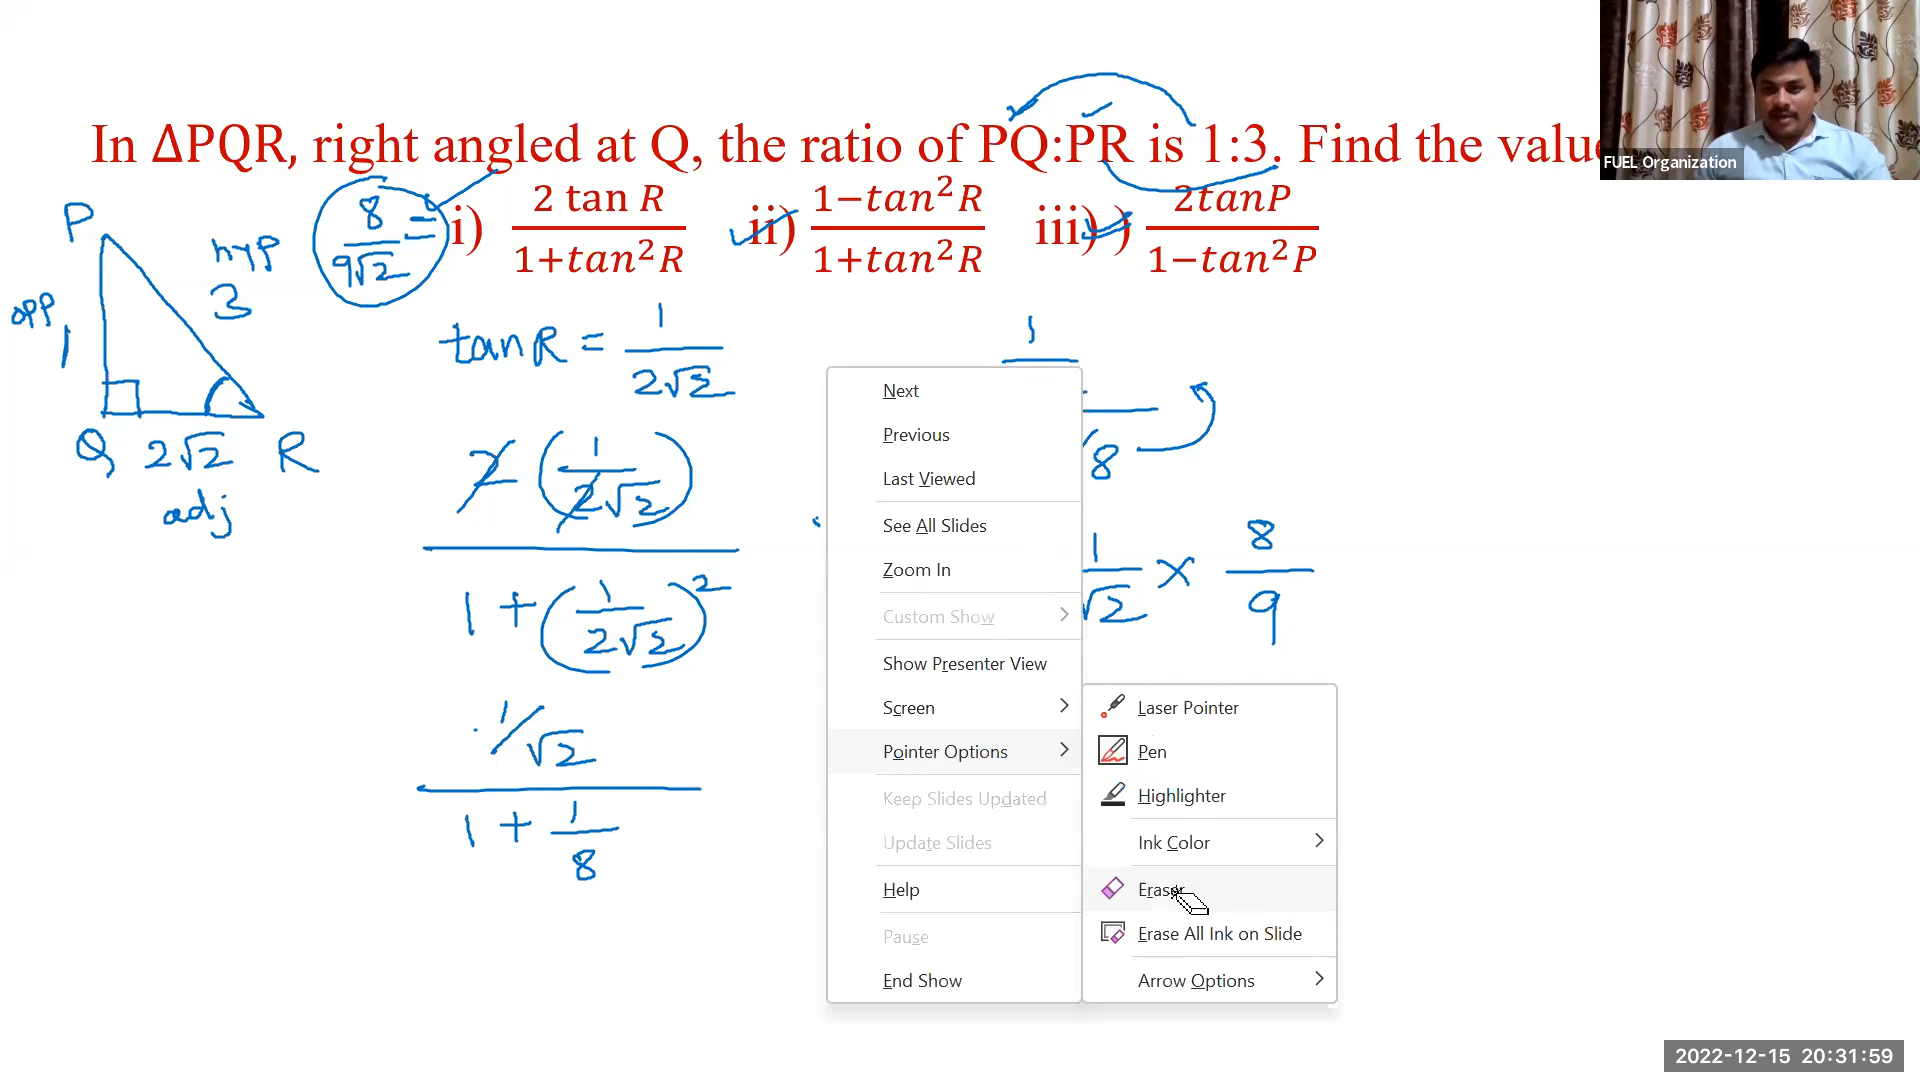 In ΔPQR, right angled at Q, the ratio of PQ:PR is 1:3. Find the value
FUEL Organization
i) 2 tan R / 1+tan²R ii) 1−tan²R / 1+tan²R iii) ) 2tanP / 1−tan²P
8 / 9√2 =
P
hyp
3
opp
1
Q 2√2 R
adj
tan R = 1 / 2√2
2 (1 / 2√2)
1 + (1 / 2√2)²
1/√2
1 + 1/8
1
8
1 / √2 × 8 / 9
Next
Previous
Last Viewed
See All Slides
Zoom In
Custom Show
Show Presenter View
Screen
Pointer Options
Keep Slides Updated
Update Slides
Help
Pause
End Show
Laser Pointer
Pen
Highlighter
Ink Color
Eraser
Erase All Ink on Slide
Arrow Options
2022-12-15 20:31:59